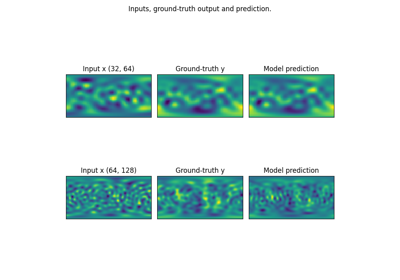 Inputs, ground-truth output and prediction.
Input x (32, 64)
Ground-truth y
Model prediction
Input x (64, 128)
Ground-truth y
Model prediction